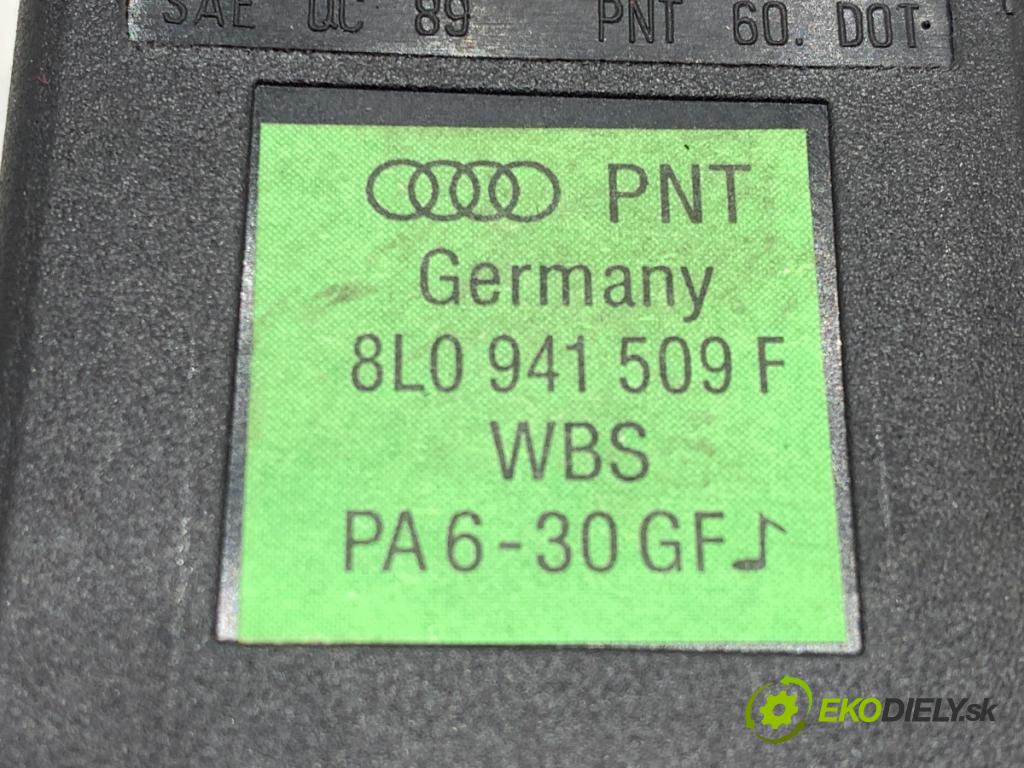 SAE QC 89 PNT 60. DOT
PNT
Germany
8L0 941 509 F
WBS
PA 6 - 30 GF
EKODIELY.sk